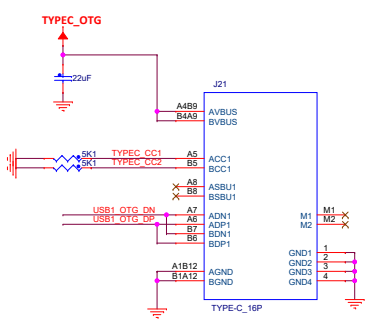 TYPEC_OTG
22uF
J21
A4B9 AVBUS
B4A9 BVBUS
5K1 TYPEC_CC1 A5 ACC1
5K1 TYPEC_CC2 B5 BCC1
A8 ASBU1
B8 BSBU1
USB1_OTG_DN A7 ADN1 M1 M1
USB1_OTG_DP A6 ADP1 M2 M2
B7 BDN1
B6 BDP1
GND1 1
GND2 2
A1B12 AGND GND3 3
B1A12 BGND GND4 4
TYPE-C_16P